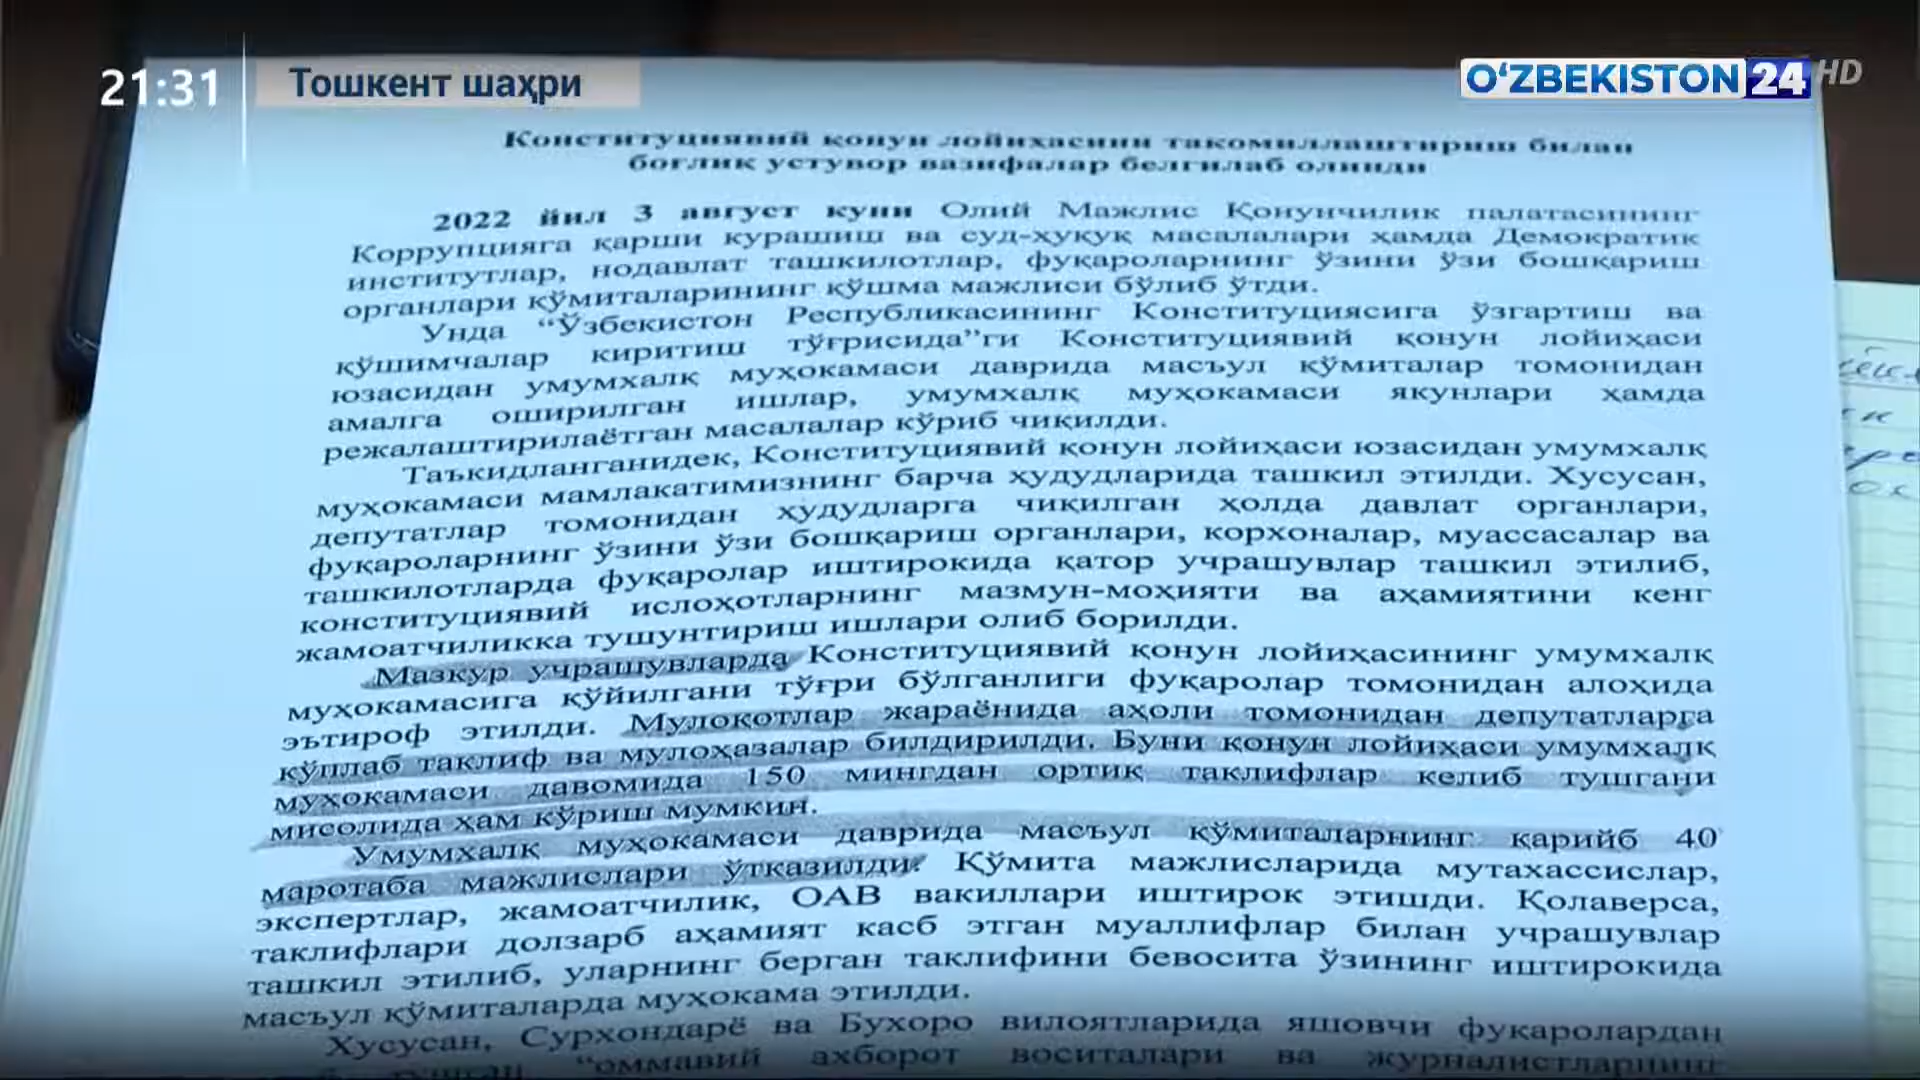 21:31
Тошкент шаҳри
O‘ZBEKISTON 24 HD
Конституциявий қонун лойиҳасини такомиллаштириш билан
боғлиқ устувор вазифалар белгилаб олинди
2022 йил 3 август куни Олий Мажлис Қонунчилик палатасининг
Коррупцияга қарши курашиш ва суд-ҳуқуқ масалалари ҳамда Демократик
институтлар, нодавлат ташкилотлар, фуқароларнинг ўзини ўзи бошқариш
органлари қўмиталарининг қўшма мажлиси бўлиб ўтди.
Унда “Ўзбекистон Республикасининг Конституциясига ўзгартиш ва
қўшимчалар киритиш тўғрисида”ги Конституциявий қонун лойиҳаси
юзасидан умумхалқ муҳокамаси даврида масъул қўмиталар томонидан
амалга оширилган ишлар, умумхалқ муҳокамаси якунлари ҳамда
режалаштирилаётган масалалар кўриб чиқилди.
Таъкидланганидек, Конституциявий қонун лойиҳаси юзасидан умумхалқ
муҳокамаси мамлакатимизнинг барча ҳудудларида ташкил этилди. Хусусан,
депутатлар томонидан ҳудудларга чиқилган ҳолда давлат органлари,
фуқароларнинг ўзини ўзи бошқариш органлари, корхоналар, муассасалар ва
ташкилотларда фуқаролар иштирокида қатор учрашувлар ташкил этилиб,
конституциявий ислоҳотларнинг мазмун-моҳияти ва аҳамиятини кенг
жамоатчиликка тушунтириш ишлари олиб борилди.
Мазкур учрашувларда Конституциявий қонун лойиҳасининг умумхалқ
муҳокамасига қўйилгани тўғри бўлганлиги фуқаролар томонидан алоҳида
эътироф этилди. Мулоқотлар жараёнида аҳоли томонидан депутатларга
кўплаб таклиф ва мулоҳазалар билдирилди. Буни қонун лойиҳаси умумхалқ
муҳокамаси давомида 150 мингдан ортиқ таклифлар келиб тушгани
мисолида ҳам кўриш мумкин.
Умумхалқ муҳокамаси даврида масъул қўмиталарнинг қарийб 40
маротаба мажлислари ўтказилди. Қўмита мажлисларида мутахассислар,
экспертлар, жамоатчилик, ОАВ вакиллари иштирок этишди. Қолаверса,
таклифлари долзарб аҳамият касб этган муаллифлар билан учрашувлар
ташкил этилиб, уларнинг берган таклифини бевосита ўзининг иштирокида
масъул қўмиталарда муҳокама этилди.
Хусусан, Сурхондарё ва Бухоро вилоятларида яшовчи фуқаролардан
“оммавий ахборот воситалари ва журналистларнинг